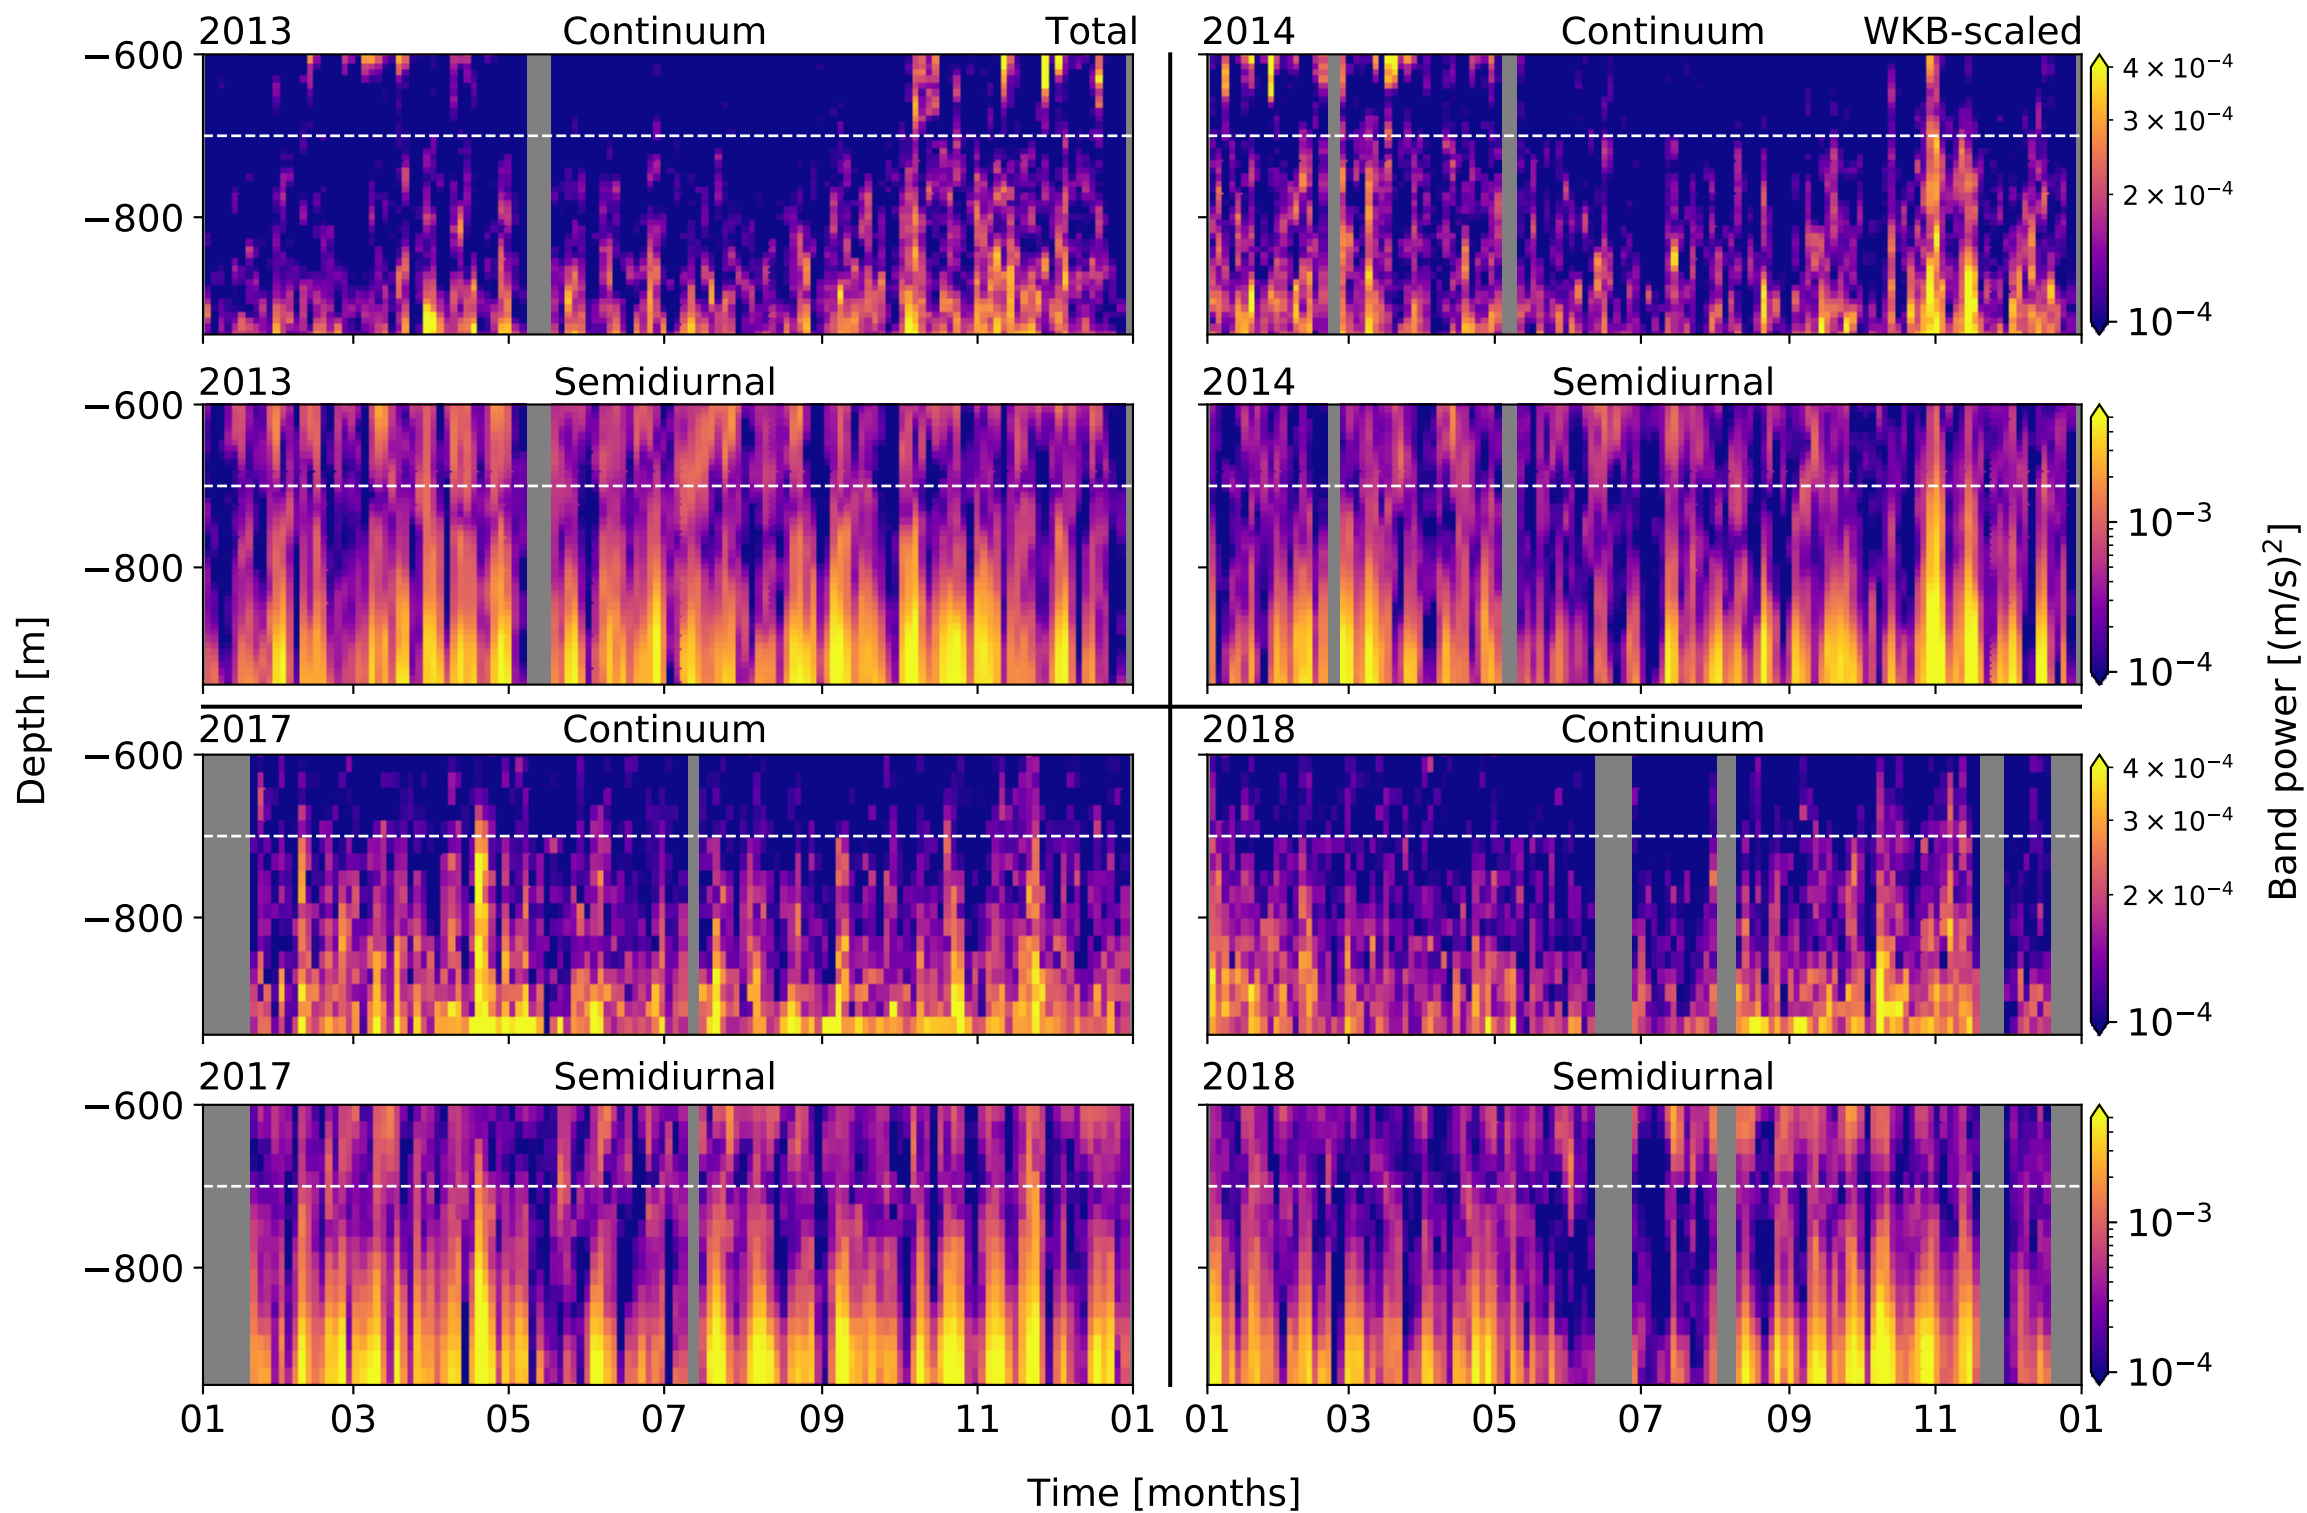 2013 Continuum Total
2014 Continuum WKB-scaled
−600
−800
4 × 10⁻⁴
3 × 10⁻⁴
2 × 10⁻⁴
10⁻⁴
2013 Semidiurnal
2014 Semidiurnal
−600
−800
10⁻³
10⁻⁴
Depth [m]
Band power [(m/s)²]
2017 Continuum
2018 Continuum
−600
−800
4 × 10⁻⁴
3 × 10⁻⁴
2 × 10⁻⁴
10⁻⁴
2017 Semidiurnal
2018 Semidiurnal
−600
−800
10⁻³
10⁻⁴
01 03 05 07 09 11 01
01 03 05 07 09 11 01
Time [months]